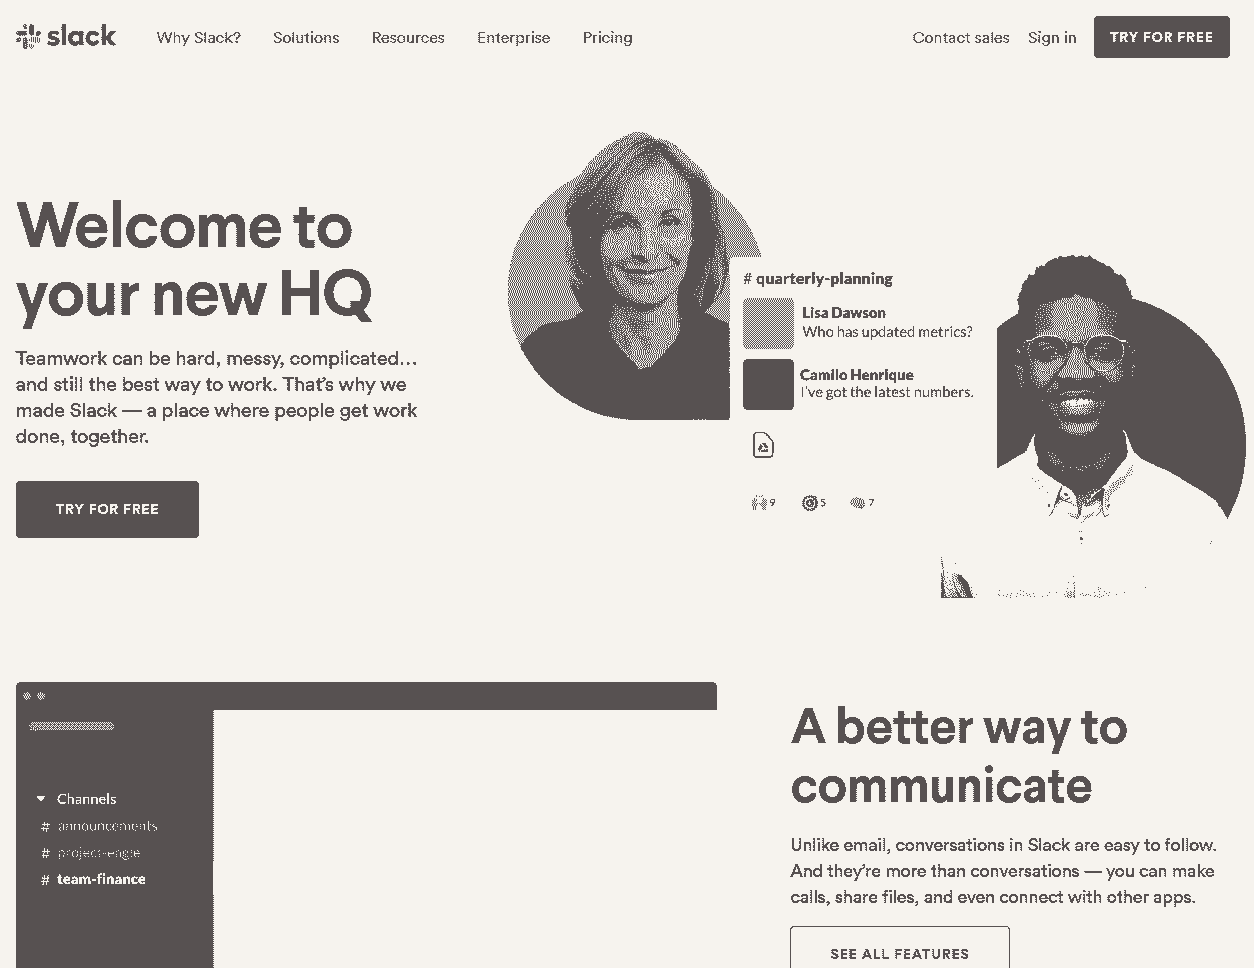 slack
Why Slack?
Solutions
Resources
Enterprise
Pricing
Contact sales
Sign in
TRY FOR FREE
Welcome to
your new HQ
Teamwork can be hard, messy, complicated…
and still the best way to work. That's why we
made Slack — a place where people get work
done, together.
TRY FOR FREE
# quarterly-planning
Lisa Dawson
Who has updated metrics?
Camilo Henrique
I've got the latest numbers.
9
5
7
Channels
# announcements
# project-eagle
# team-finance
A better way to
communicate
Unlike email, conversations in Slack are easy to follow.
And they're more than conversations — you can make
calls, share files, and even connect with other apps.
SEE ALL FEATURES